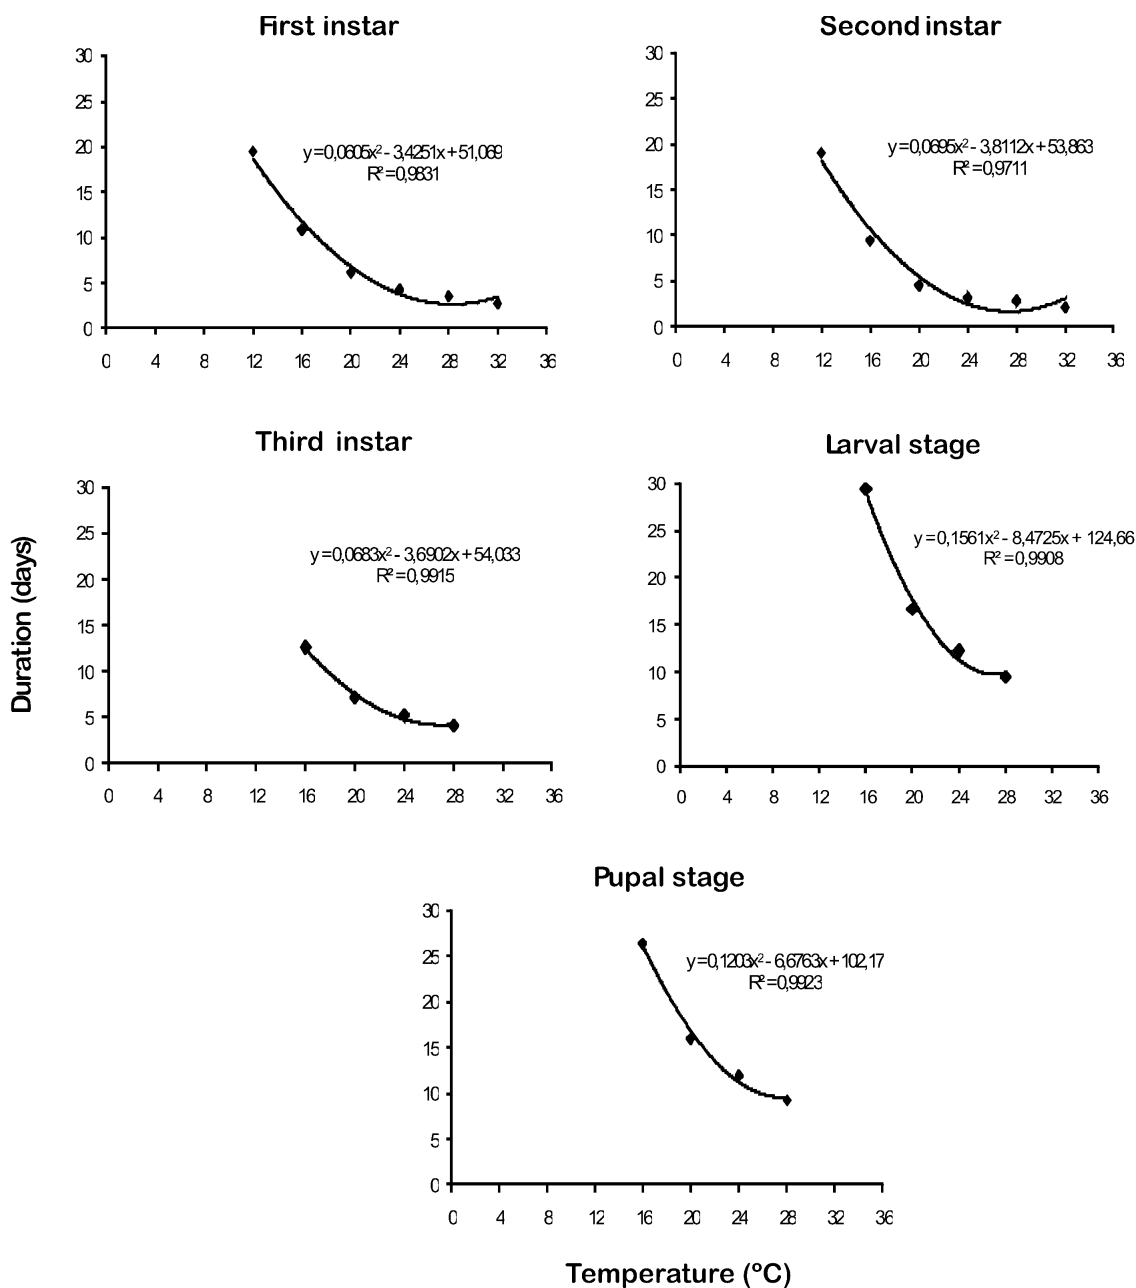 First instar
30
25
20
15
10
5
0
y=0,0605x²- 3,4251x + 51,069
R²=0,9831
0 4 8 12 16 20 24 28 32 36
Second instar
30
25
20
15
10
5
0
y=0,0695x²- 3,8112x + 53,863
R²=0,9711
0 4 8 12 16 20 24 28 32 36
Third instar
30
25
20
15
10
5
0
y=0,0683x²- 3,6902x + 54,033
R²=0,9915
0 4 8 12 16 20 24 28 32 36
Larval stage
30
25
20
15
10
5
0
y=0,1561x²- 8,4725x + 124,66
R²=0,9908
0 4 8 12 16 20 24 28 32 36
Duration (days)
Pupal stage
30
25
20
15
10
5
0
y=0,1203x²- 6,6763x + 102,17
R²=0,9923
0 4 8 12 16 20 24 28 36
Temperature (ºC)